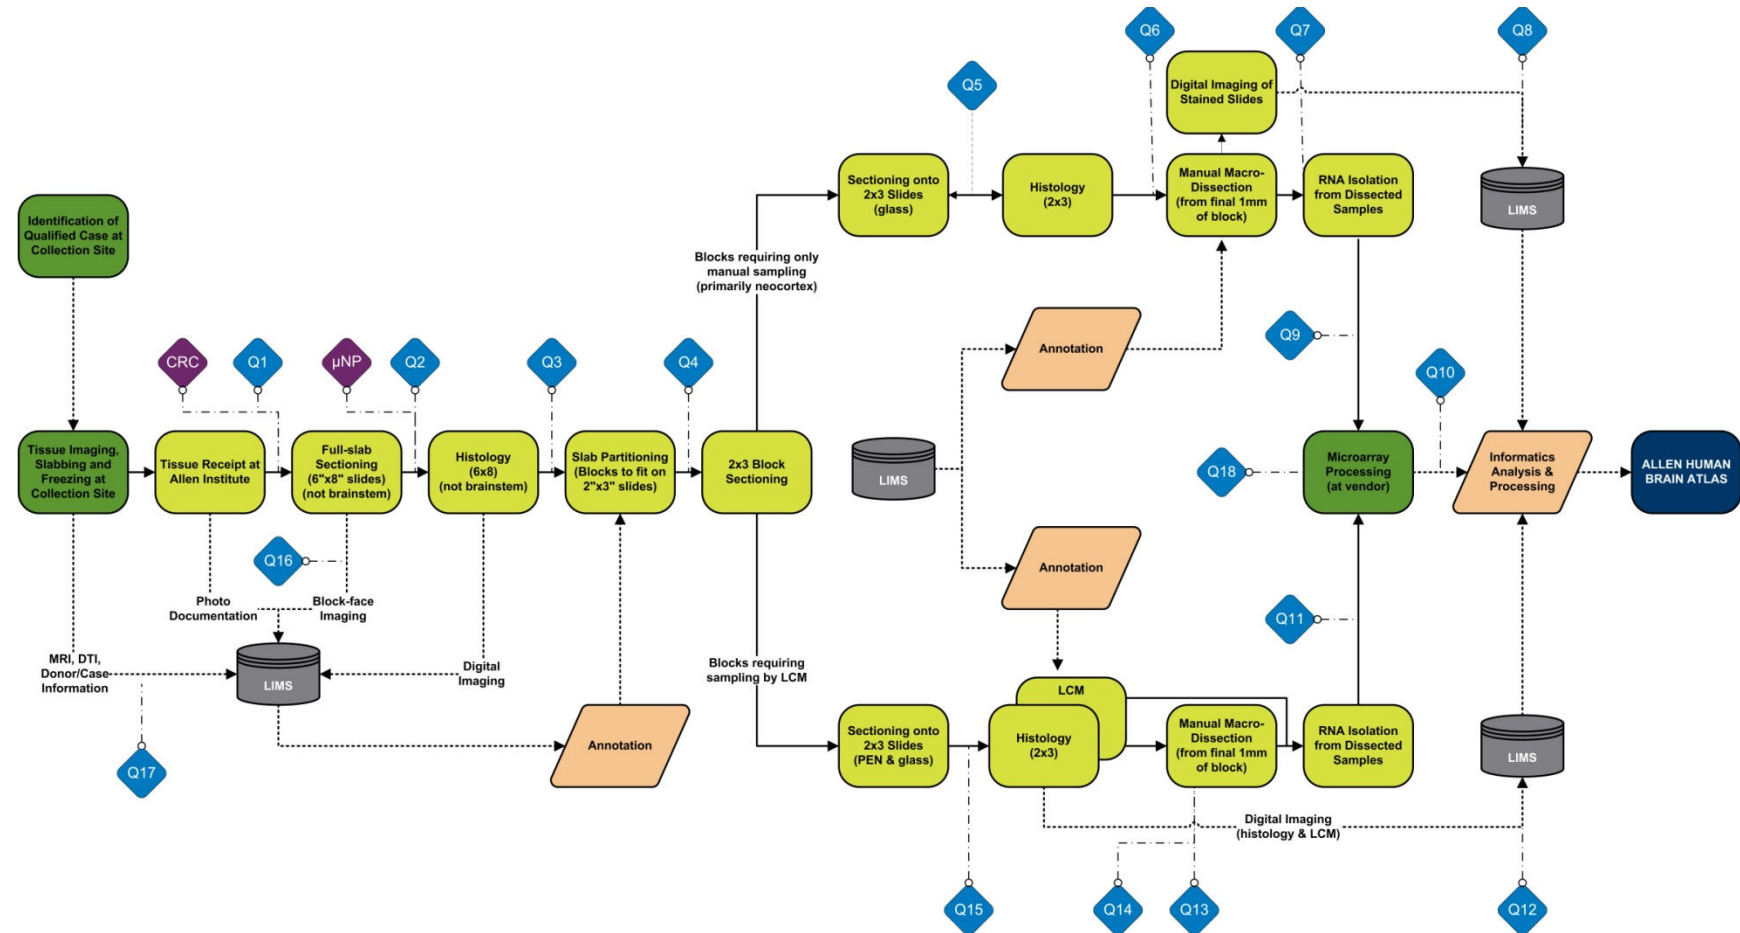 Q6
Q7
Q8
Q5
Digital Imaging of
Stained Slides
Sectioning onto
2x3 Slides
(glass)
Histology
(2x3)
Manual Macro-
Dissection
(from final 1mm
of block)
RNA Isolation
from Dissected
Samples
LIMS
Identification of
Qualified Case at
Collection Site
Blocks requiring only
manual sampling
(primarily neocortex)
CRC
Q1
µNP
Q2
Q3
Q4
Annotation
Q9
Q10
Tissue Imaging,
Slabbing and
Freezing at
Collection Site
Tissue Receipt at
Allen Institute
Full-slab
Sectioning
(6"x8" slides)
(not brainstem)
Histology
(6x8)
(not brainstem)
Slab Partitioning
(Blocks to fit on
2"x3" slides)
2x3 Block
Sectioning
LIMS
Q18
Microarray
Processing
(at vendor)
Informatics
Analysis &
Processing
ALLEN HUMAN
BRAIN ATLAS
Q16
Annotation
Photo
Documentation
Block-face
Imaging
Q11
MRI, DTI,
Donor/Case
Information
LIMS
Digital
Imaging
Blocks requiring
sampling by LCM
LCM
Q17
Annotation
Sectioning onto
2x3 Slides
(PEN & glass)
Histology
(2x3)
Manual Macro-
Dissection
(from final 1mm
of block)
RNA Isolation
from Dissected
Samples
LIMS
Digital Imaging
(histology & LCM)
Q15
Q14
Q13
Q12